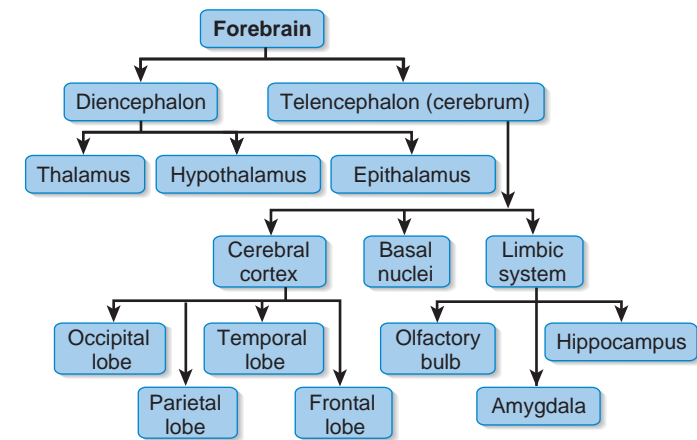 Forebrain
Diencephalon
Telencephalon (cerebrum)
Thalamus
Hypothalamus
Epithalamus
Cerebral
cortex
Basal
nuclei
Limbic
system
Occipital
lobe
Temporal
lobe
Olfactory
bulb
Hippocampus
Parietal
lobe
Frontal
lobe
Amygdala